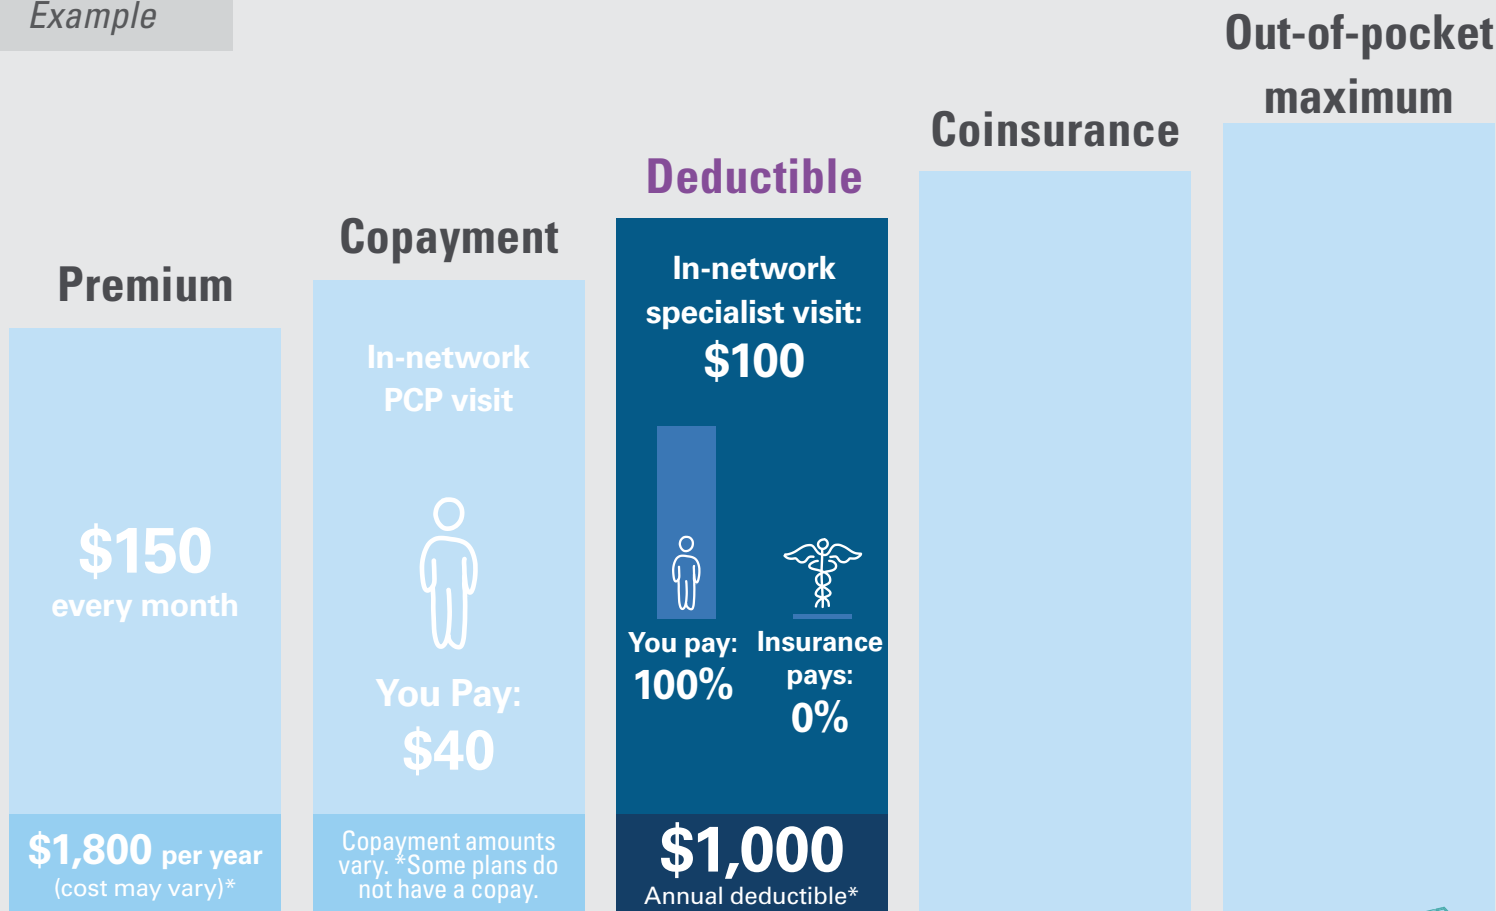 Example
Premium
$150
every month
$1,800 per year
(cost may vary)*
Copayment
In-network
PCP visit
You Pay:
$40
Copayment amounts
vary. *Some plans do
not have a copay.
Deductible
In-network
specialist visit:
$100
You pay:
100%
Insurance
pays:
0%
$1,000
Annual deductible*
Coinsurance
Out-of-pocket
maximum